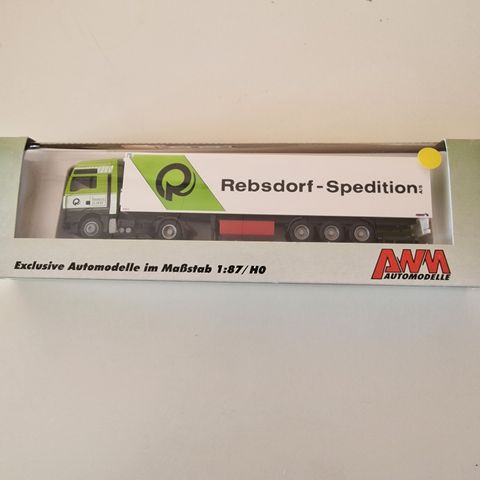 Rebsdorf-Spedition
Exclusive Automodelle im Maßstab 1:87/H0
AWM
AUTOMODELLE